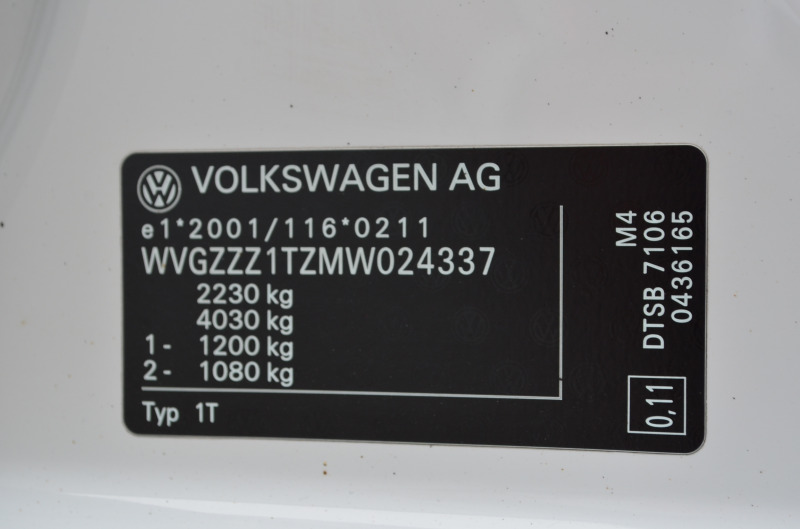 VOLKSWAGEN AG
e1*2001/116*0211
WVGZZZ1TZMW024337
2230 kg
4030 kg
1- 1200 kg
2- 1080 kg
Typ 1T
M4
DTSB 7106
0436165
0,11